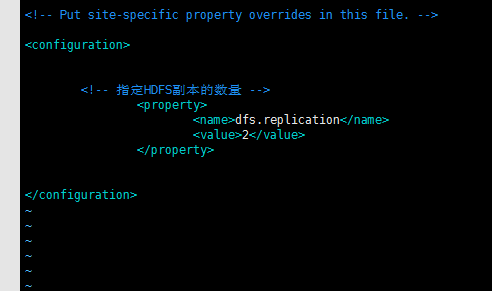 <!-- Put site-specific property overrides in this file. -->
<configuration>
<!-- 指定HDFS副本的数量 -->
<property>
<name>dfs.replication</name>
<value>2</value>
</property>
</configuration>
~
~
~
~
~
~